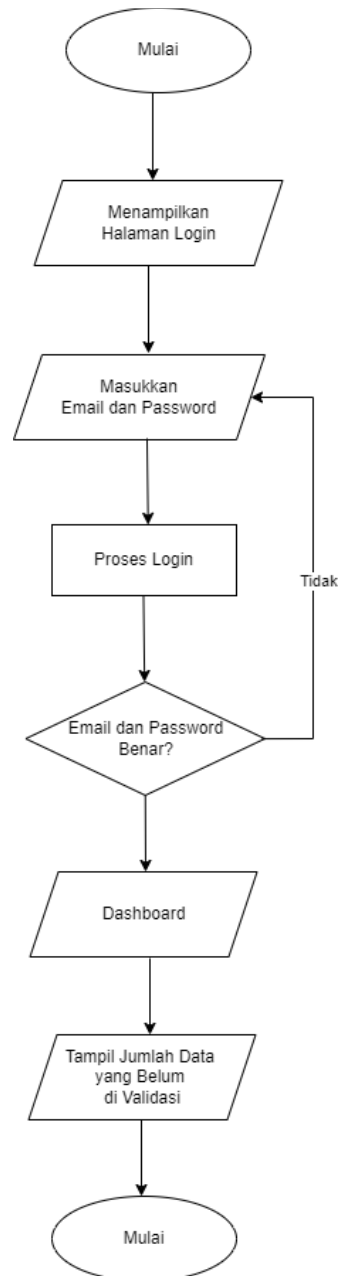 Mulai
Menampilkan
Halaman Login
Masukkan
Email dan Password
Proses Login
Tidak
Email dan Password
Benar?
Dashboard
Tampil Jumlah Data
yang Belum
di Validasi
Mulai